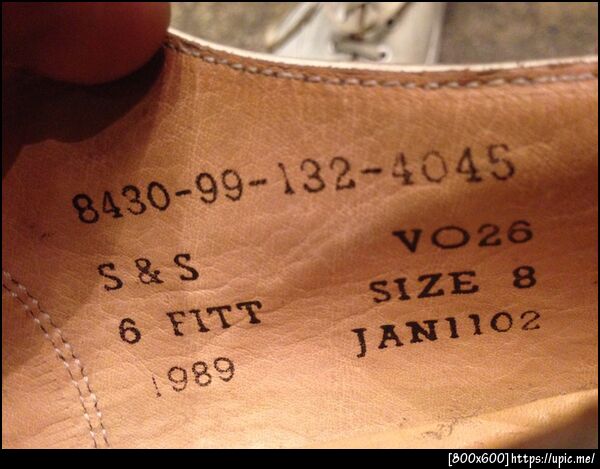 8430-99-132-4045
S & S VO26
6 FITT SIZE 8
1989 JAN1102
[800x600]https://upic.me/